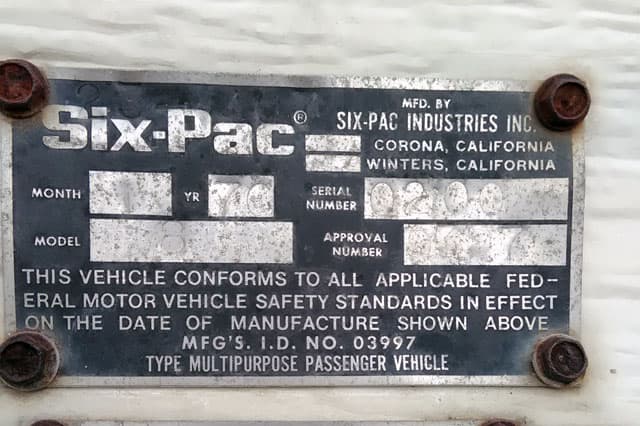 Six-Pac®
MFD. BY
SIX-PAC INDUSTRIES INC.
CORONA, CALIFORNIA
WINTERS, CALIFORNIA
MONTH 1 YR SERIAL NUMBER
MODEL APPROVAL NUMBER
THIS VEHICLE CONFORMS TO ALL APPLICABLE FED-
ERAL MOTOR VEHICLE SAFETY STANDARDS IN EFFECT
ON THE DATE OF MANUFACTURE SHOWN ABOVE
MFG'S. I.D. NO. 03997
TYPE MULTIPURPOSE PASSENGER VEHICLE